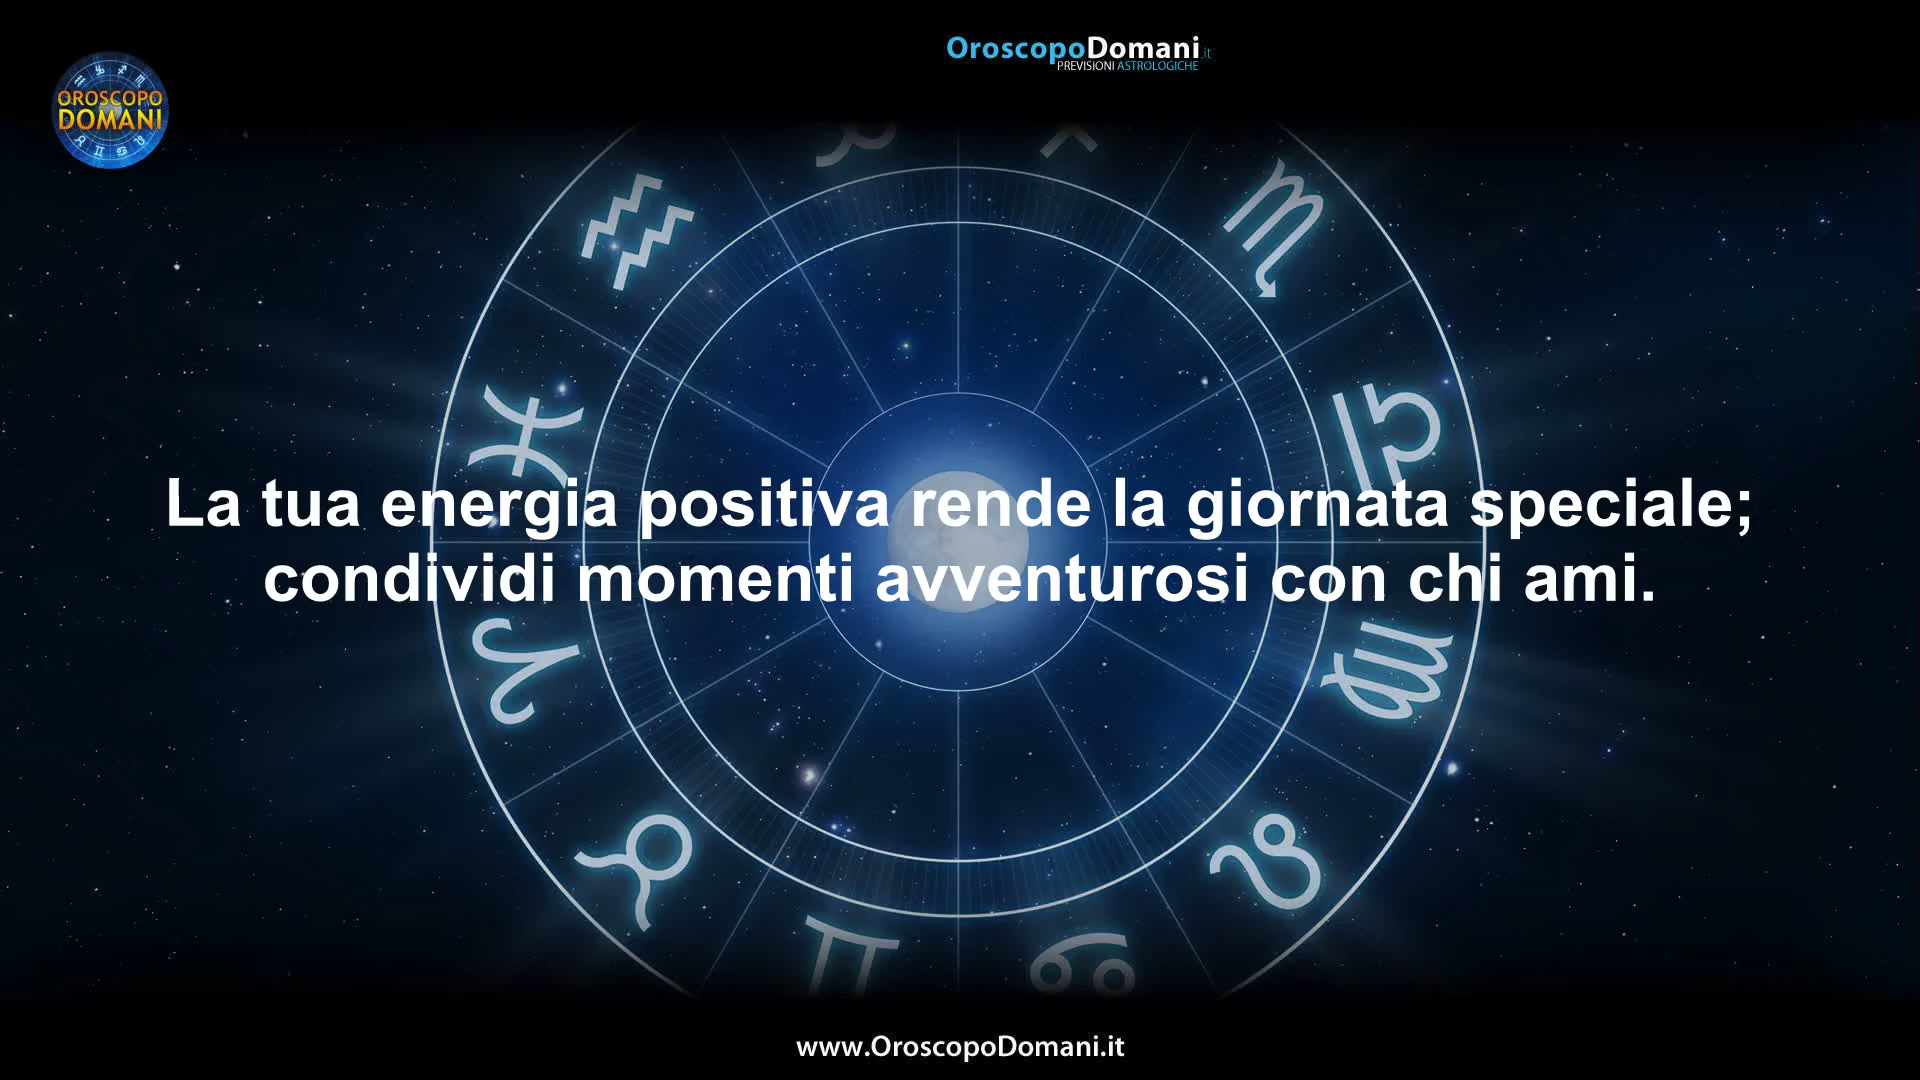 OroscopoDomani.it
PREVISIONI ASTROLOGICHE
OROSCOPO
DOMANI
La tua energia positiva rende la giornata speciale;
condividi momenti avventurosi con chi ami.
www.OroscopoDomani.it